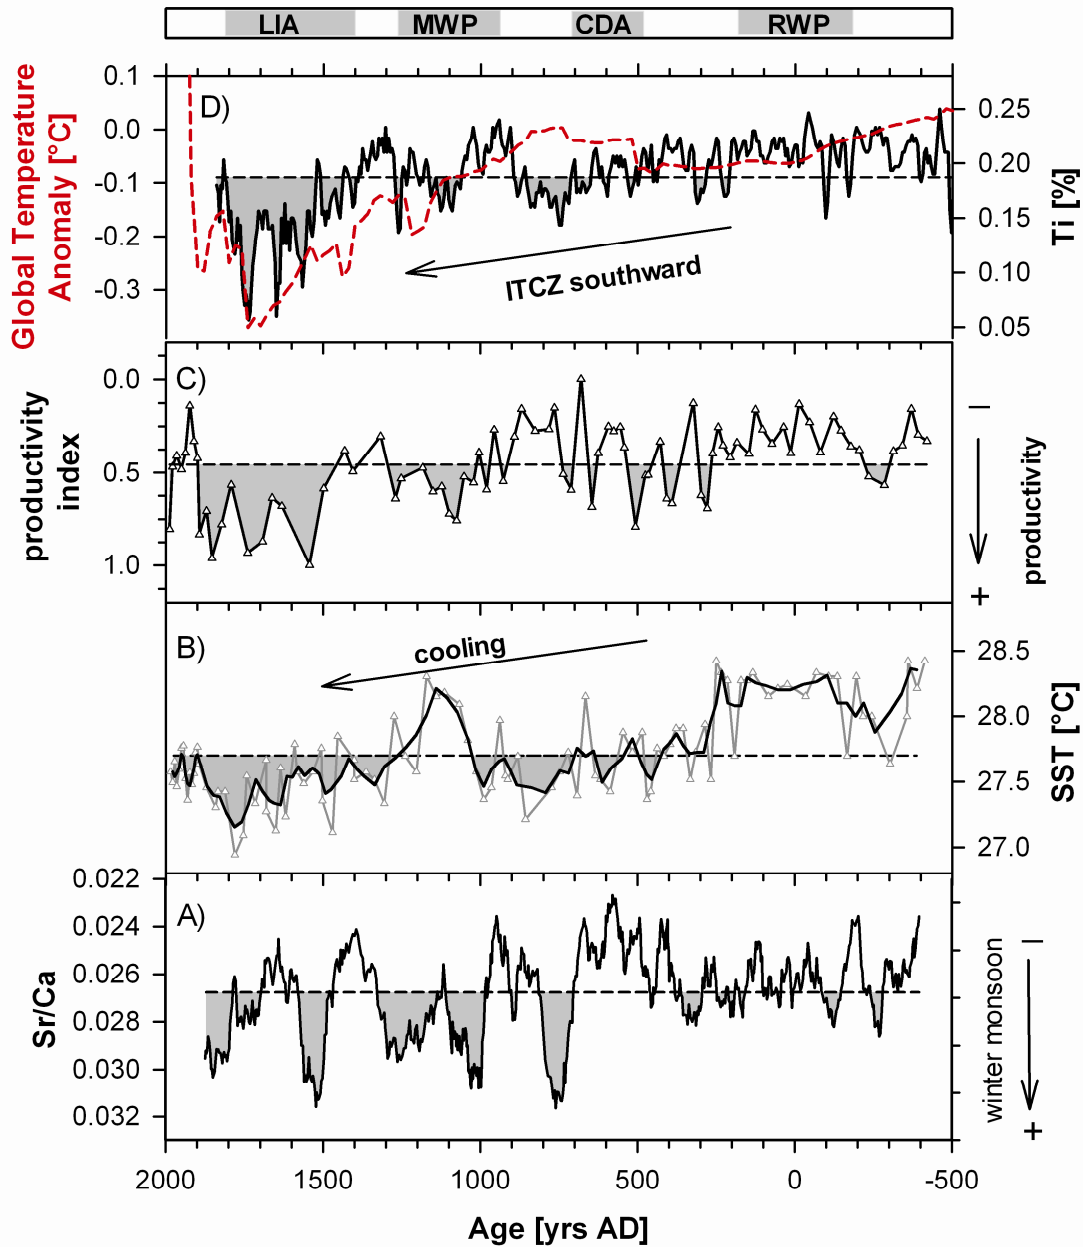 LIA MWP CDA RWP
D)
Global Temperature
Anomaly [°C]
0.1
0.0
-0.1
-0.2
-0.3
0.25
0.20
0.15
0.10
0.05
Ti [%]
ITCZ southward
C)
productivity
index
0.0
0.5
1.0
−
productivity
+
B)
cooling
28.5
28.0
27.5
27.0
SST [°C]
A)
Sr/Ca
0.022
0.024
0.026
0.028
0.030
0.032
−
winter monsoon
+
2000 1500 1000 500 0 -500
Age [yrs AD]